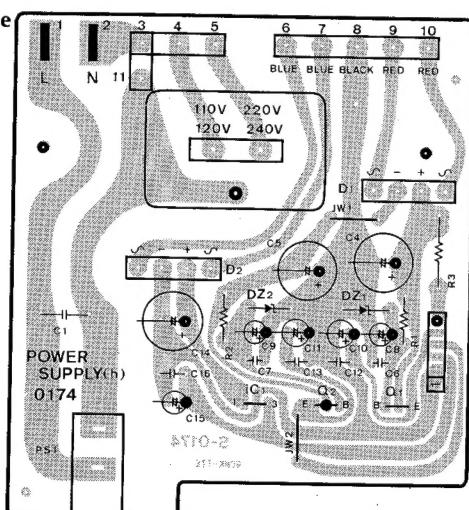 e
1 2 3 4 5 6 7 8 9 10
L N 11 BLUE BLUE BLACK RED RED
110V 220V
120V 240V
D1
JW1
- +
C5 C4
- + D2
R3
DZ2 DZ1
C1
R2 C9 C11 C10 C8 R1
C14 C7 C13 C12 C6
POWER
SUPPLY(h)
0174
C16
IC1 Q2 Q1
1 3 E B B E
C15
JW2
S-0174
PS1